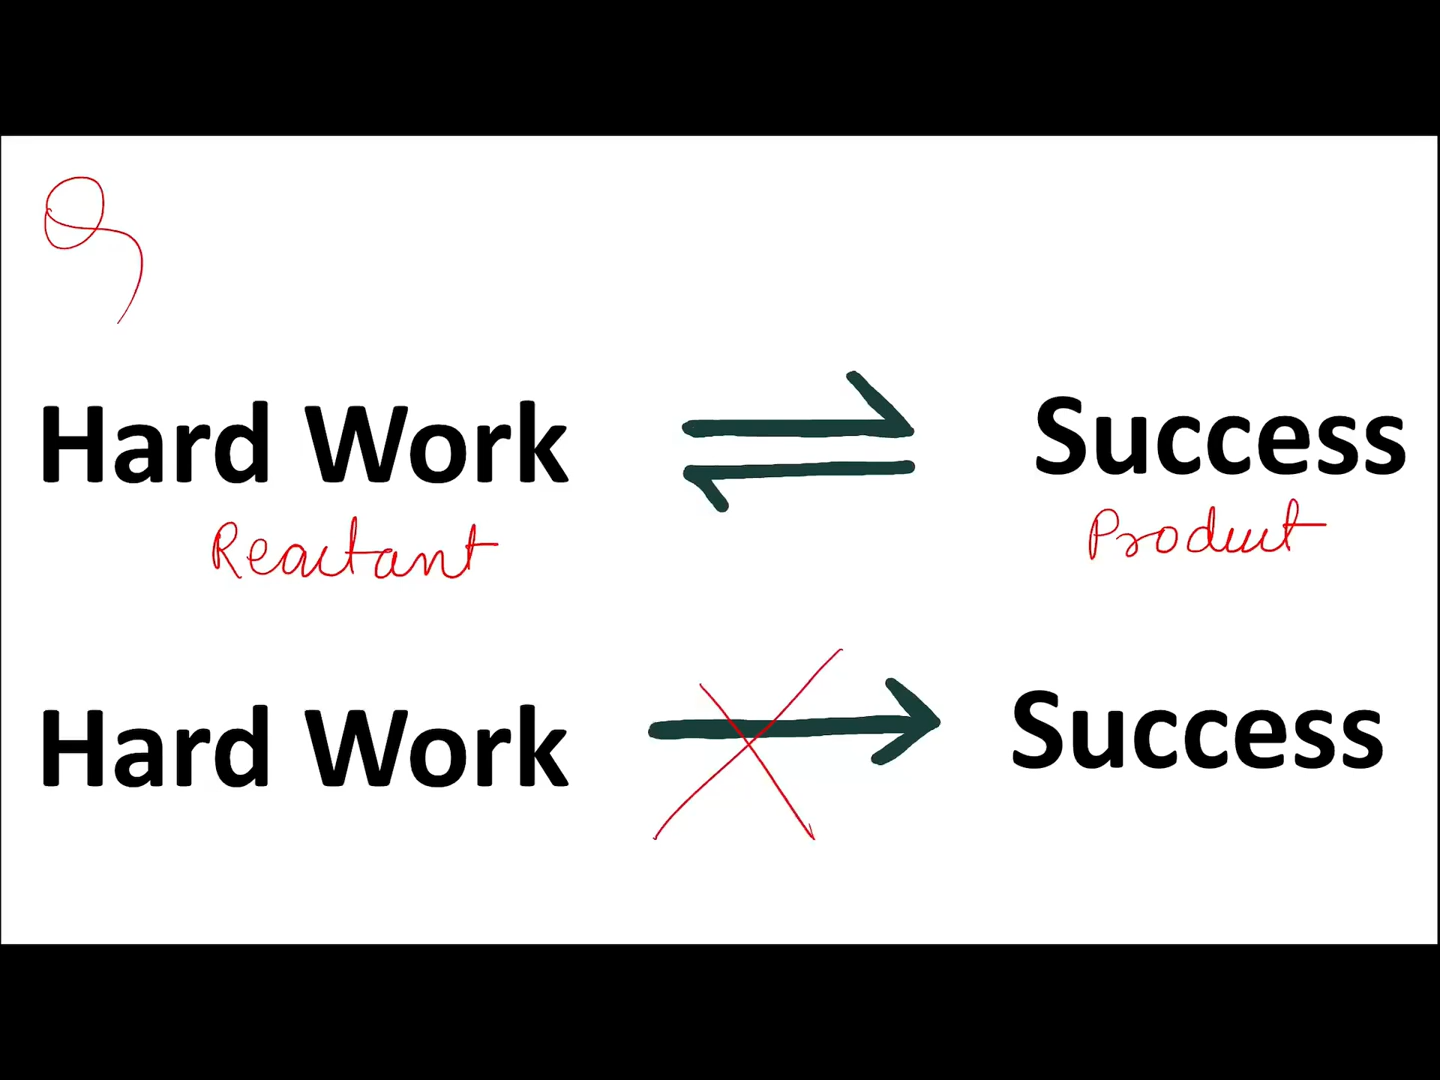 Hard Work ⇌ Success
Reactant Product
Hard Work → Success